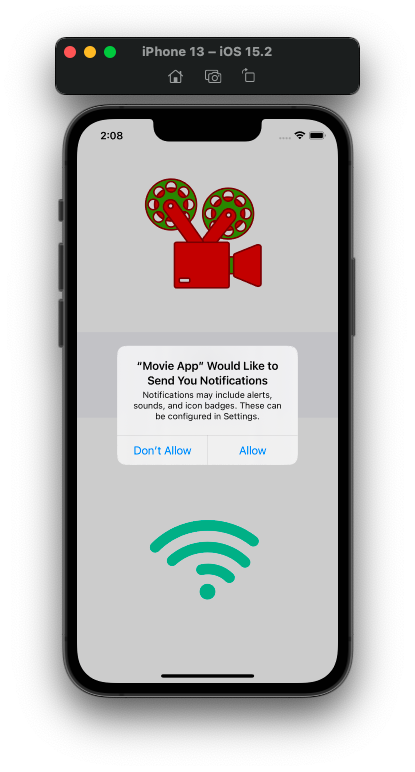 iPhone 13 – iOS 15.2
2:08
“Movie App” Would Like to
Send You Notifications
Notifications may include alerts,
sounds, and icon badges. These can
be configured in Settings.
Don’t Allow
Allow